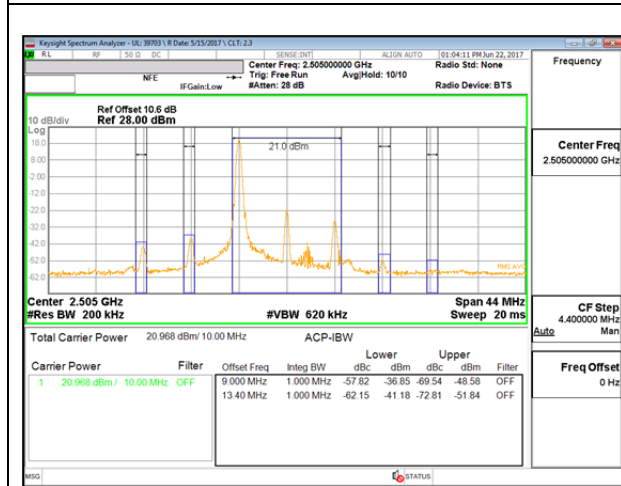 Keysight Spectrum Analyzer - UL: 39703 \ R Date: 5/15/2017 \ CLT: 2.3
RL RF 50 Ω DC SENSE:INT ALIGN AUTO 01:04:11 PM Jun 22, 2017
Center Freq: 2.505000000 GHz Radio Std: None
NFE Trig: Free Run Avg|Hold: 10/10
IFGain:Low #Atten: 28 dB Radio Device: BTS
Frequency
Ref Offset 10.6 dB
10 dB/div Ref 28.00 dBm
Log
18.0
21.0 dBm
8.00
-2.00
-12.0
-22.0
-32.0
-42.0
-52.0
RMS AVG
-62.0
Center Freq
2.505000000 GHz
Center 2.505 GHz Span 44 MHz
#Res BW 200 kHz #VBW 620 kHz Sweep 20 ms
CF Step
4.400000 MHz
Auto Man
Total Carrier Power 20.968 dBm/ 10.00 MHz ACP-IBW
Lower Upper
Carrier Power Filter Offset Freq Integ BW dBc dBm dBc dBm Filter
1 20.968 dBm / 10.00 MHz OFF 9.000 MHz 1.000 MHz -57.82 -36.85 -69.54 -48.58 OFF
13.40 MHz 1.000 MHz -62.15 -41.18 -72.81 -51.84 OFF
Freq Offset
0 Hz
MSG STATUS